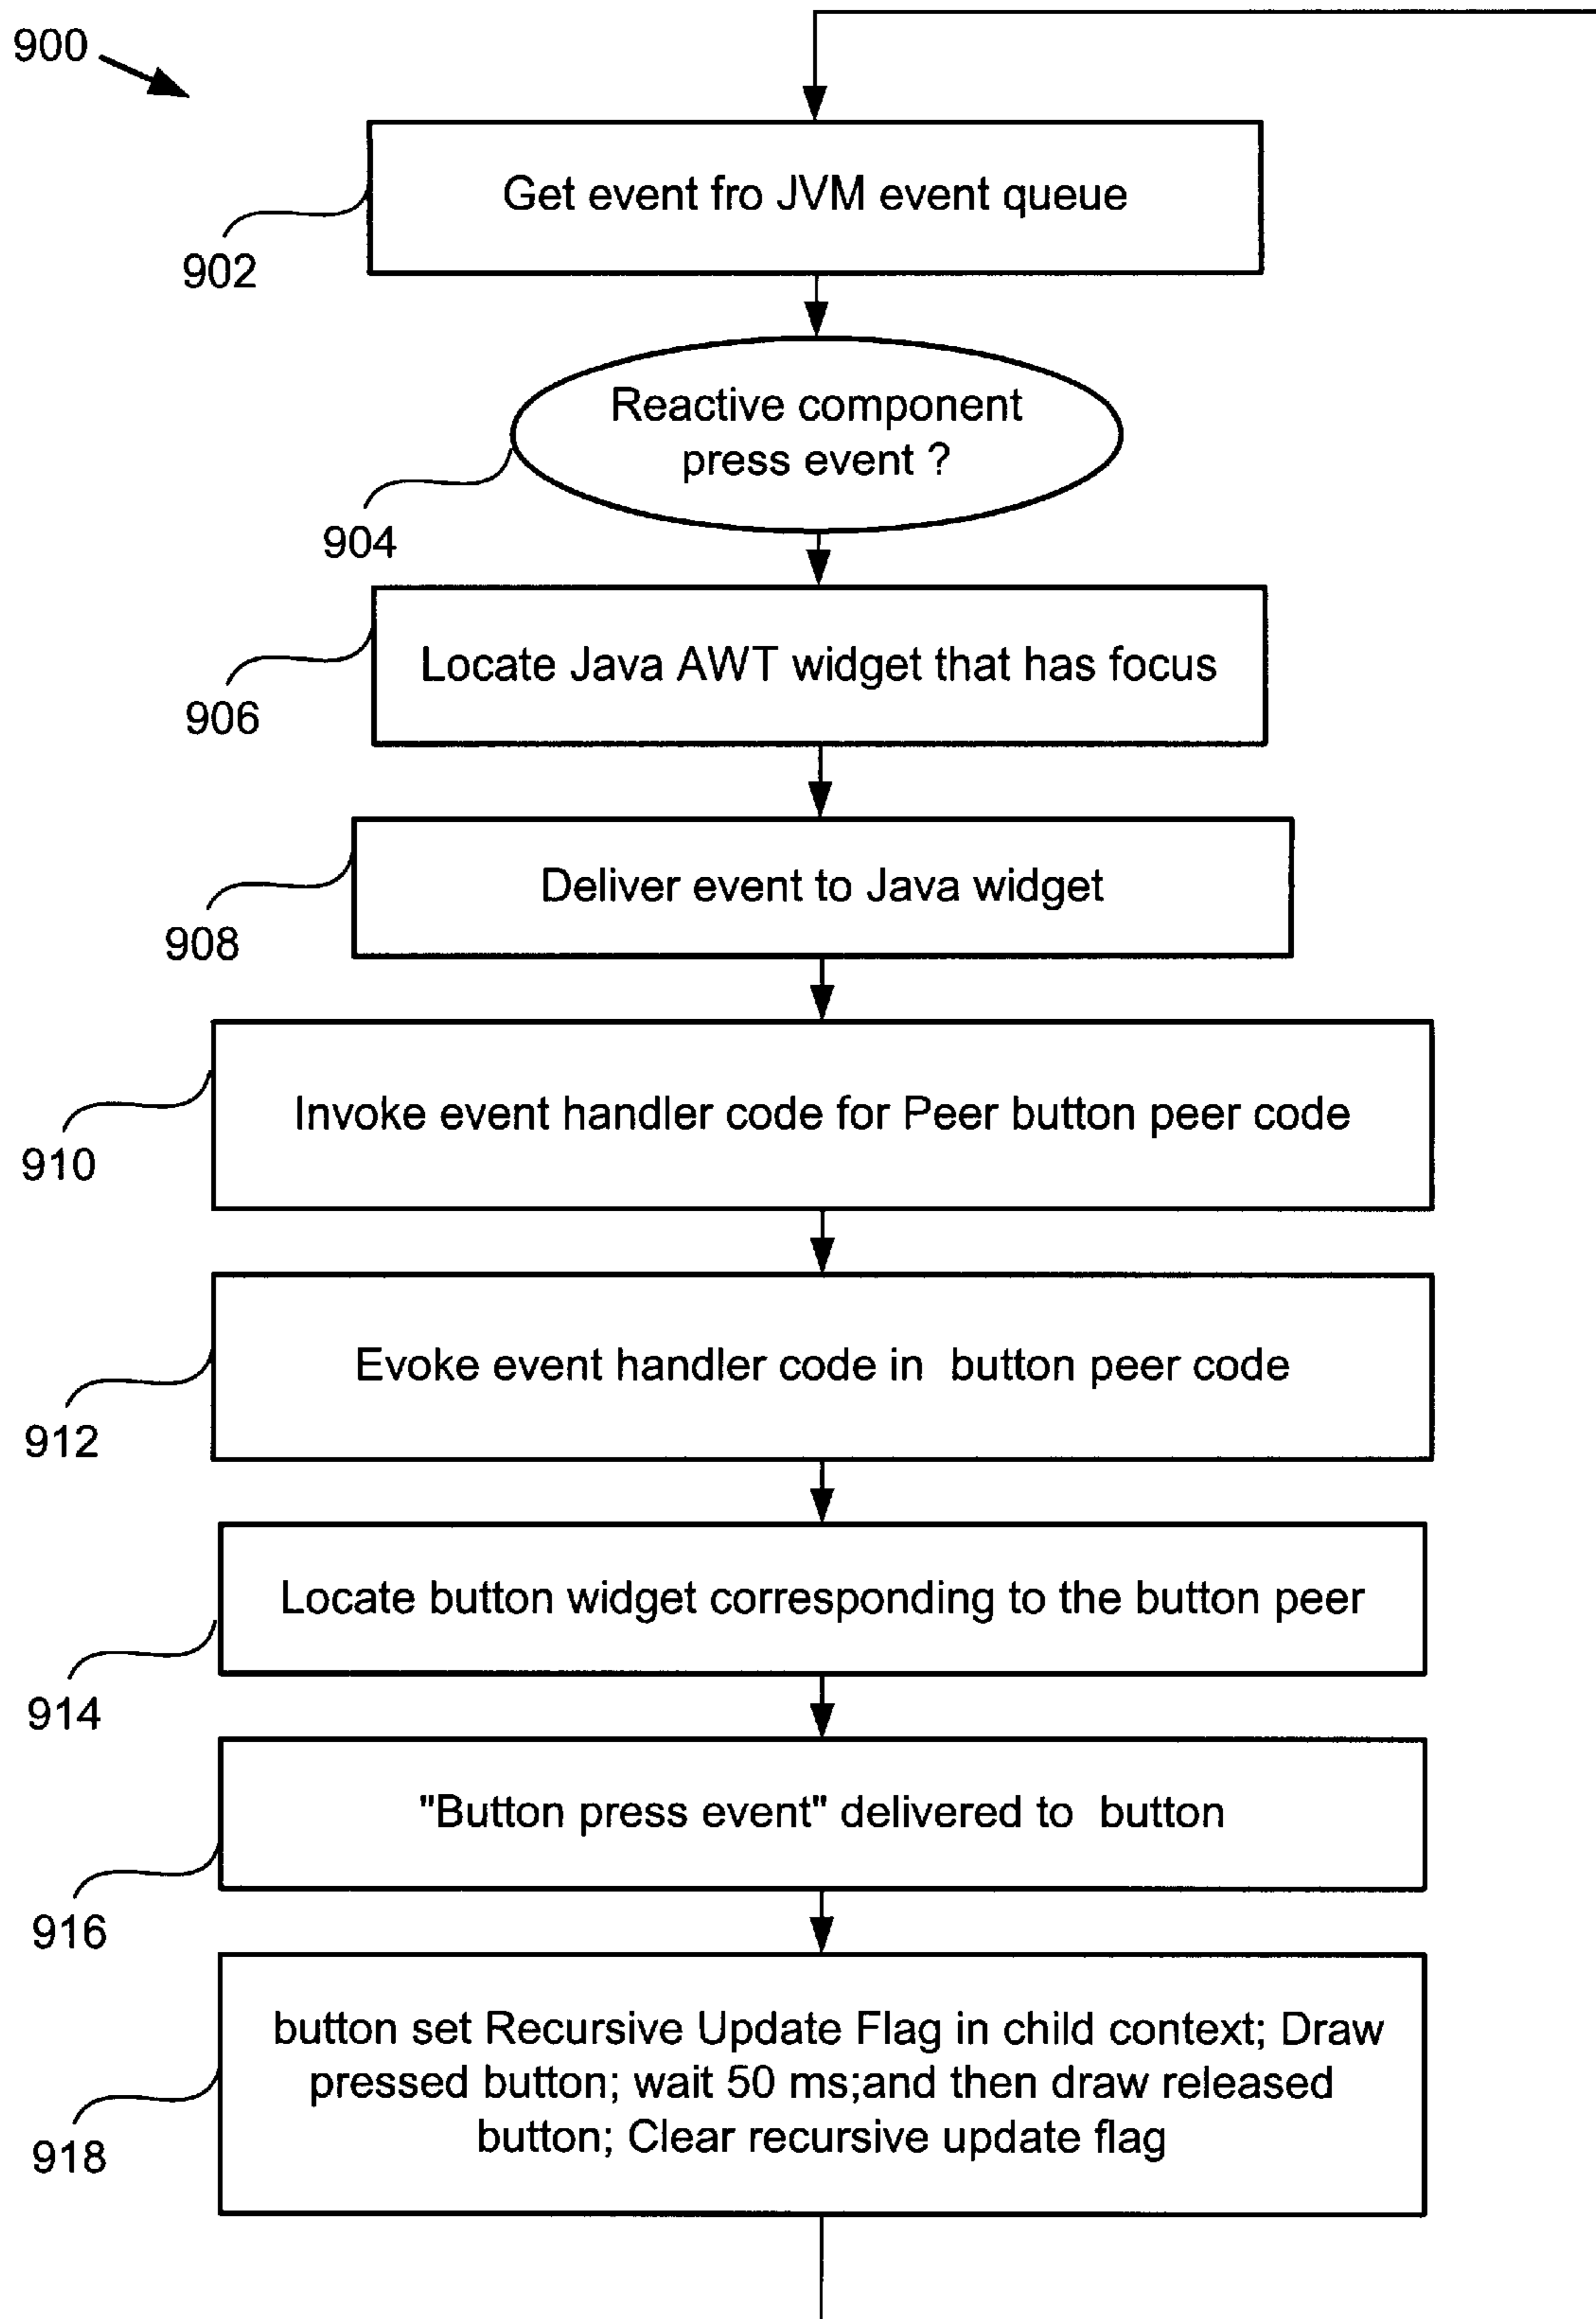 900
Get event fro JVM event queue
902
Reactive component
press event ?
904
Locate Java AWT widget that has focus
906
Deliver event to Java widget
908
Invoke event handler code for Peer button peer code
910
Evoke event handler code in button peer code
912
Locate button widget corresponding to the button peer
914
"Button press event" delivered to button
916
button set Recursive Update Flag in child context; Draw
pressed button; wait 50 ms;and then draw released
button; Clear recursive update flag
918